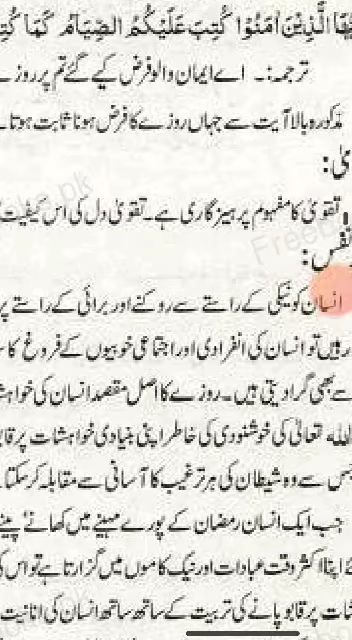 يٰاَيُّهَا الَّذِيْنَ اٰمَنُوْا كُتِبَ عَلَيْكُمُ الصِّيَامُ كَمَا
ترجمہ:۔ اے ایمان والو فرض کیے گئے تم پر روزے
مذکورہ بالا آیت سے جہاں روزے کا فرض ہونا ثابت ہوتا
تقویٰ کا مفہوم پرہیز گاری ہے۔ تقویٰ دل کی اس کیفیت
نفس:
انسان کو نیکی کے راستے سے روکنے اور برائی کے راستے پر
رہیں تو انسان کی انفرادی اور اجتماعی خوبیوں کے فروغ کا
سے بھی گرا دیتی ہیں۔ روزے کا اصل مقصد انسان کی
اللہ تعالیٰ کی خوشنودی کی خاطر اپنی بنیادی خواہشات پر
جس سے وہ شیطان کی ہر ترغیب کا آسانی سے مقابلہ کر سکتا
جب ایک انسان رمضان کے پورے مہینے میں کھانے پینے
اپنا اکثر وقت عبادات اور نیک کاموں میں گزارتا ہے تو اس
پر قابو پانے کی تربیت کے ساتھ ساتھ انسان کی انانیت